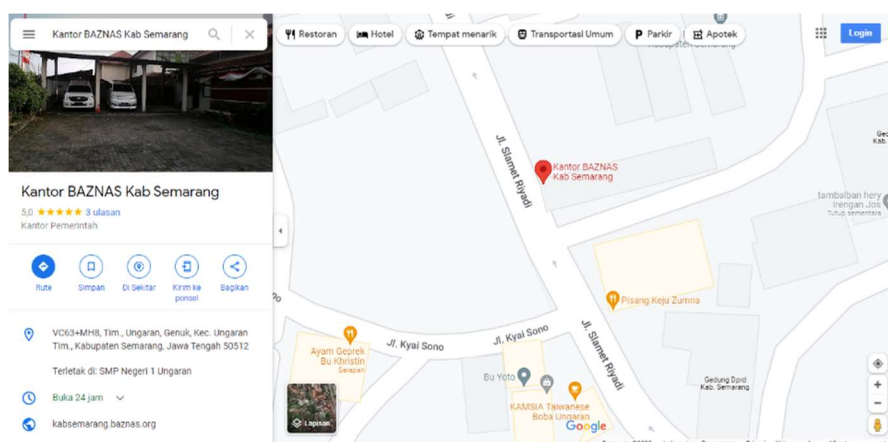 Kantor BAZNAS Kab Semarang
Restoran
Hotel
Tempat menarik
Transportasi Umum
Parkir
Apotek
Login
Kantor BAZNAS Kab Semarang
5,0
3 ulasan
Kantor Pemerintah
Rute
Simpan
Di Sekitar
Kirim ke
ponsel
Bagikan
VC63+MH8, Tim., Ungaran, Genuk, Kec. Ungaran
Tim., Kabupaten Semarang, Jawa Tengah 50512
Terletak di: SMP Negeri 1 Ungaran
Buka 24 jam
kabsemarang.baznas.org
Kabupaten Semarang
Jl. Slamet Riyadi
Kantor BAZNAS
Kab Semarang
Ged
Kab.
tambalban hery
Irengan Jos
Tutup sementara
Pisang Keju Zumna
Jl. Kyai Sono
Jl. Kyai Sono
Jl. Slamet Riyadi
Ayam Geprek
Bu Khristin
Sarapan
Bu Yoto
Gedung Dprd
Kab. Semarang
KAMSIA Taiwanese
Boba Ungaran
Lapisan
Google